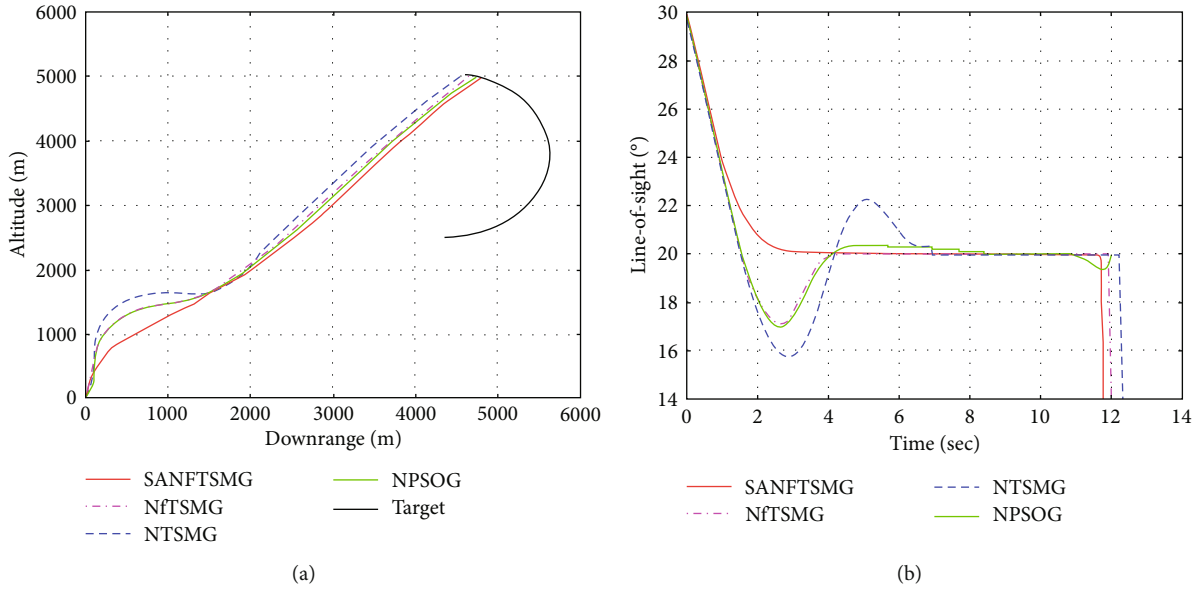 6000
5000
4000
3000
2000
1000
0
Altitude (m)
0 1000 2000 3000 4000 5000 6000
Downrange (m)
SANFTSMG
NfTSMG
NTSMG
NPSOG
Target
(a)
30
28
26
24
22
20
18
16
14
Line-of-sight (°)
0 2 4 6 8 10 12 14
Time (sec)
SANFTSMG
NfTSMG
NTSMG
NPSOG
(b)